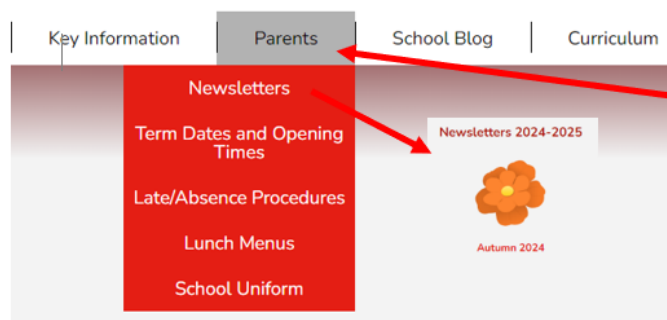 Key Information
Parents
School Blog
Curriculum
Newsletters
Term Dates and Opening
Times
Late/Absence Procedures
Lunch Menus
School Uniform
Newsletters 2024-2025
Autumn 2024